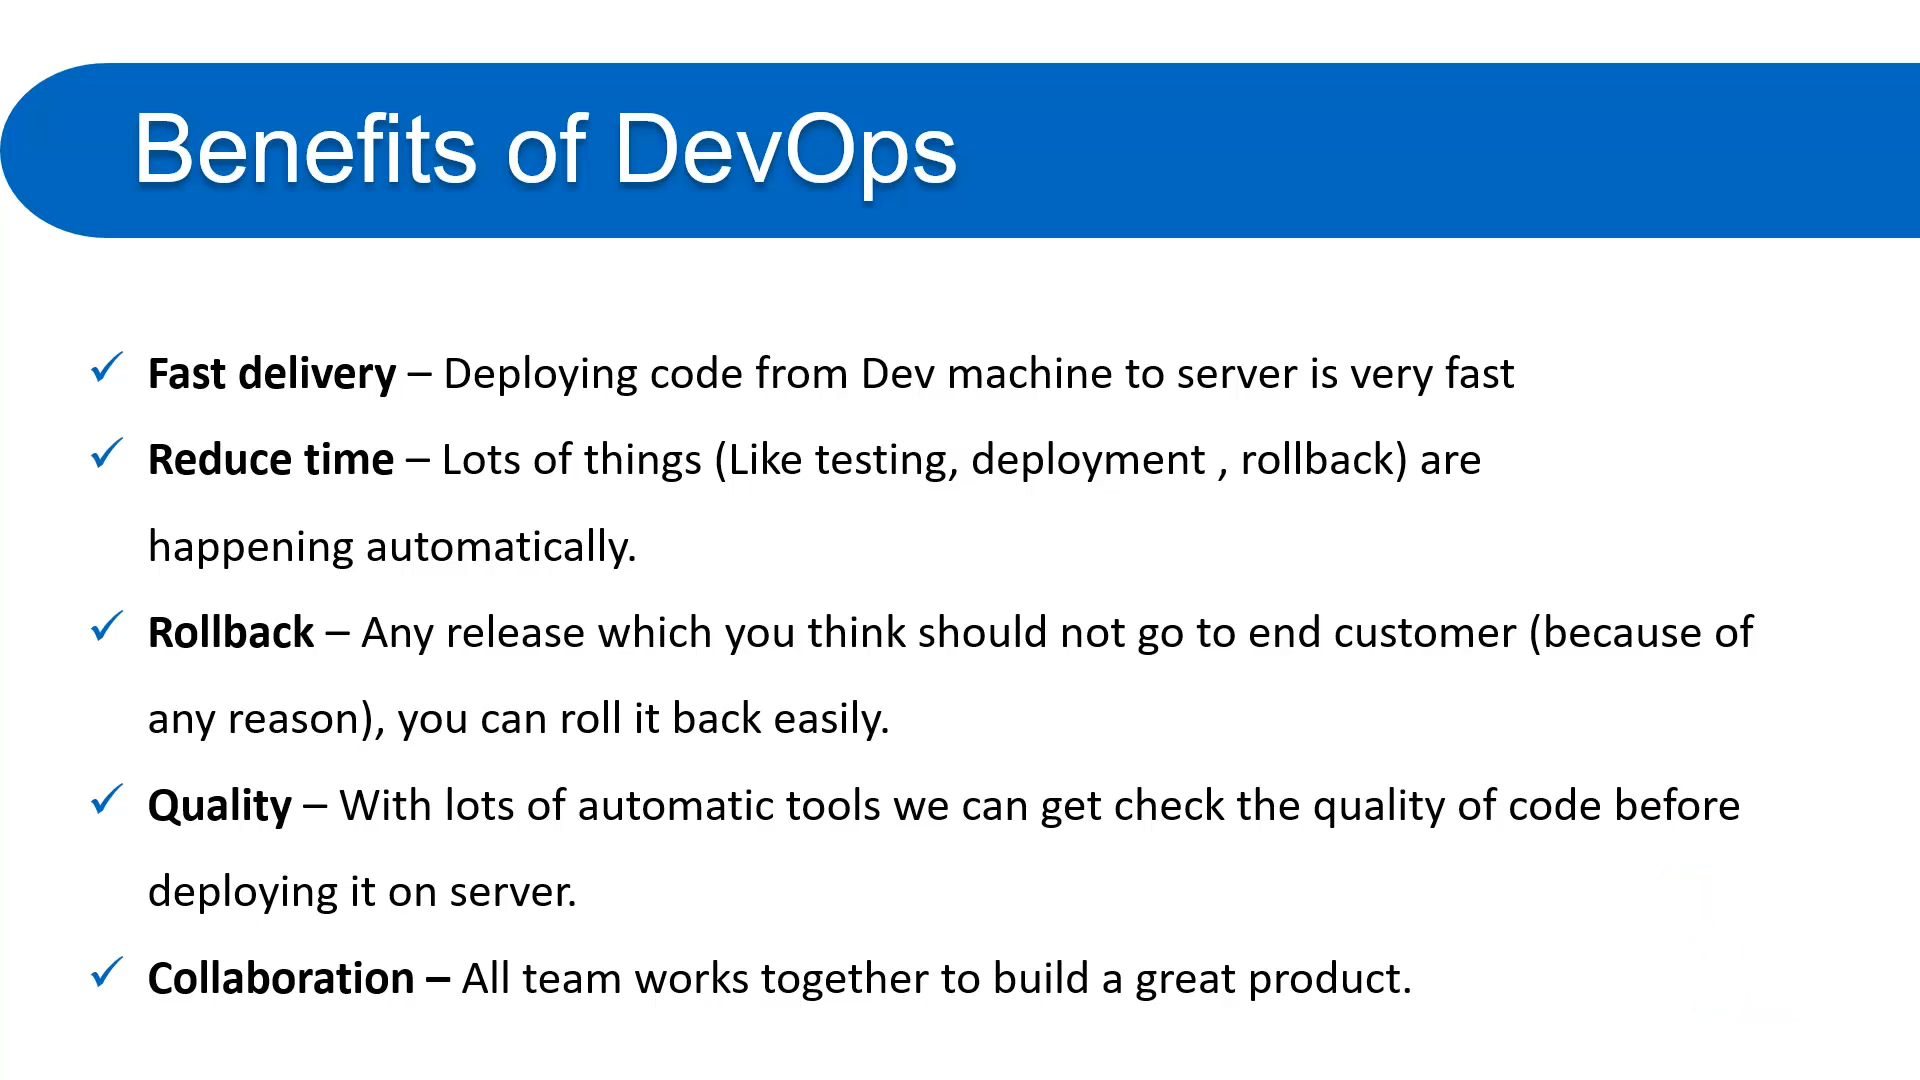 Benefits of DevOps
Fast delivery – Deploying code from Dev machine to server is very fast
Reduce time – Lots of things (Like testing, deployment , rollback) are
happening automatically.
Rollback – Any release which you think should not go to end customer (because of
any reason), you can roll it back easily.
Quality – With lots of automatic tools we can get check the quality of code before
deploying it on server.
Collaboration – All team works together to build a great product.